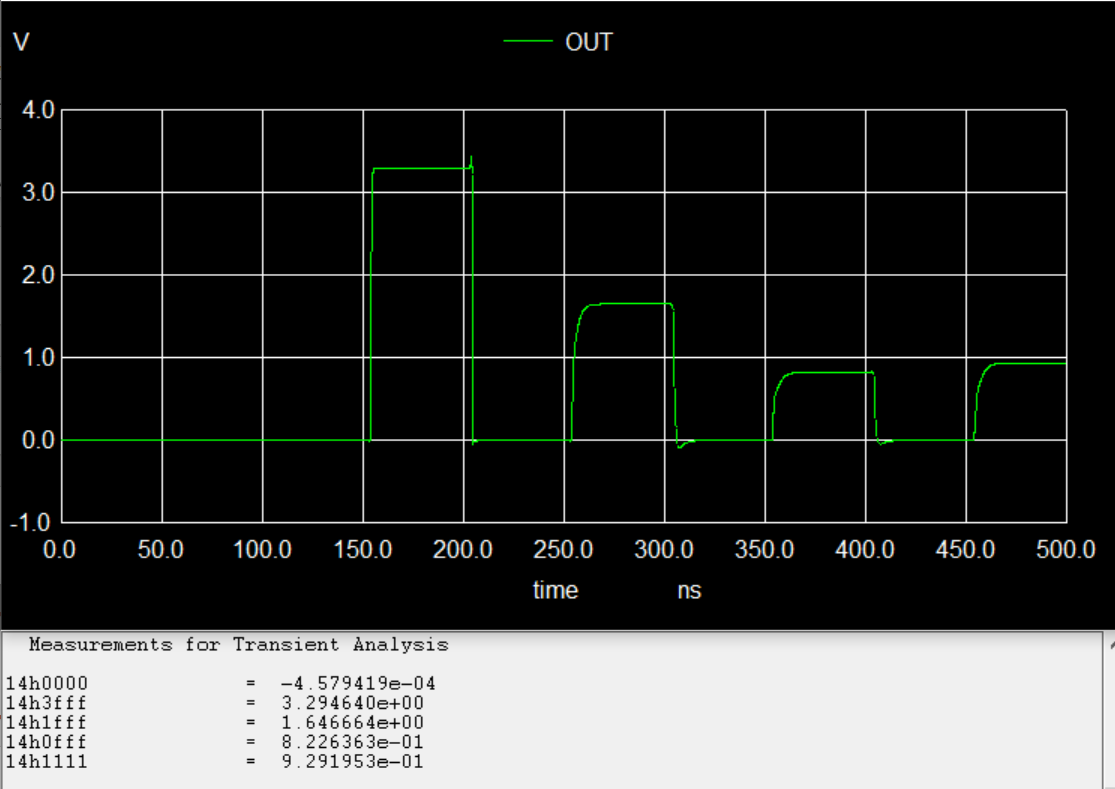 V
OUT
4.0
3.0
2.0
1.0
0.0
-1.0
0.0 50.0 100.0 150.0 200.0 250.0 300.0 350.0 400.0 450.0 500.0
time ns
Measurements for Transient Analysis
14h0000 = -4.579419e-04
14h3fff = 3.294640e+00
14h1fff = 1.646664e+00
14h0fff = 8.226363e-01
14h1111 = 9.291953e-01